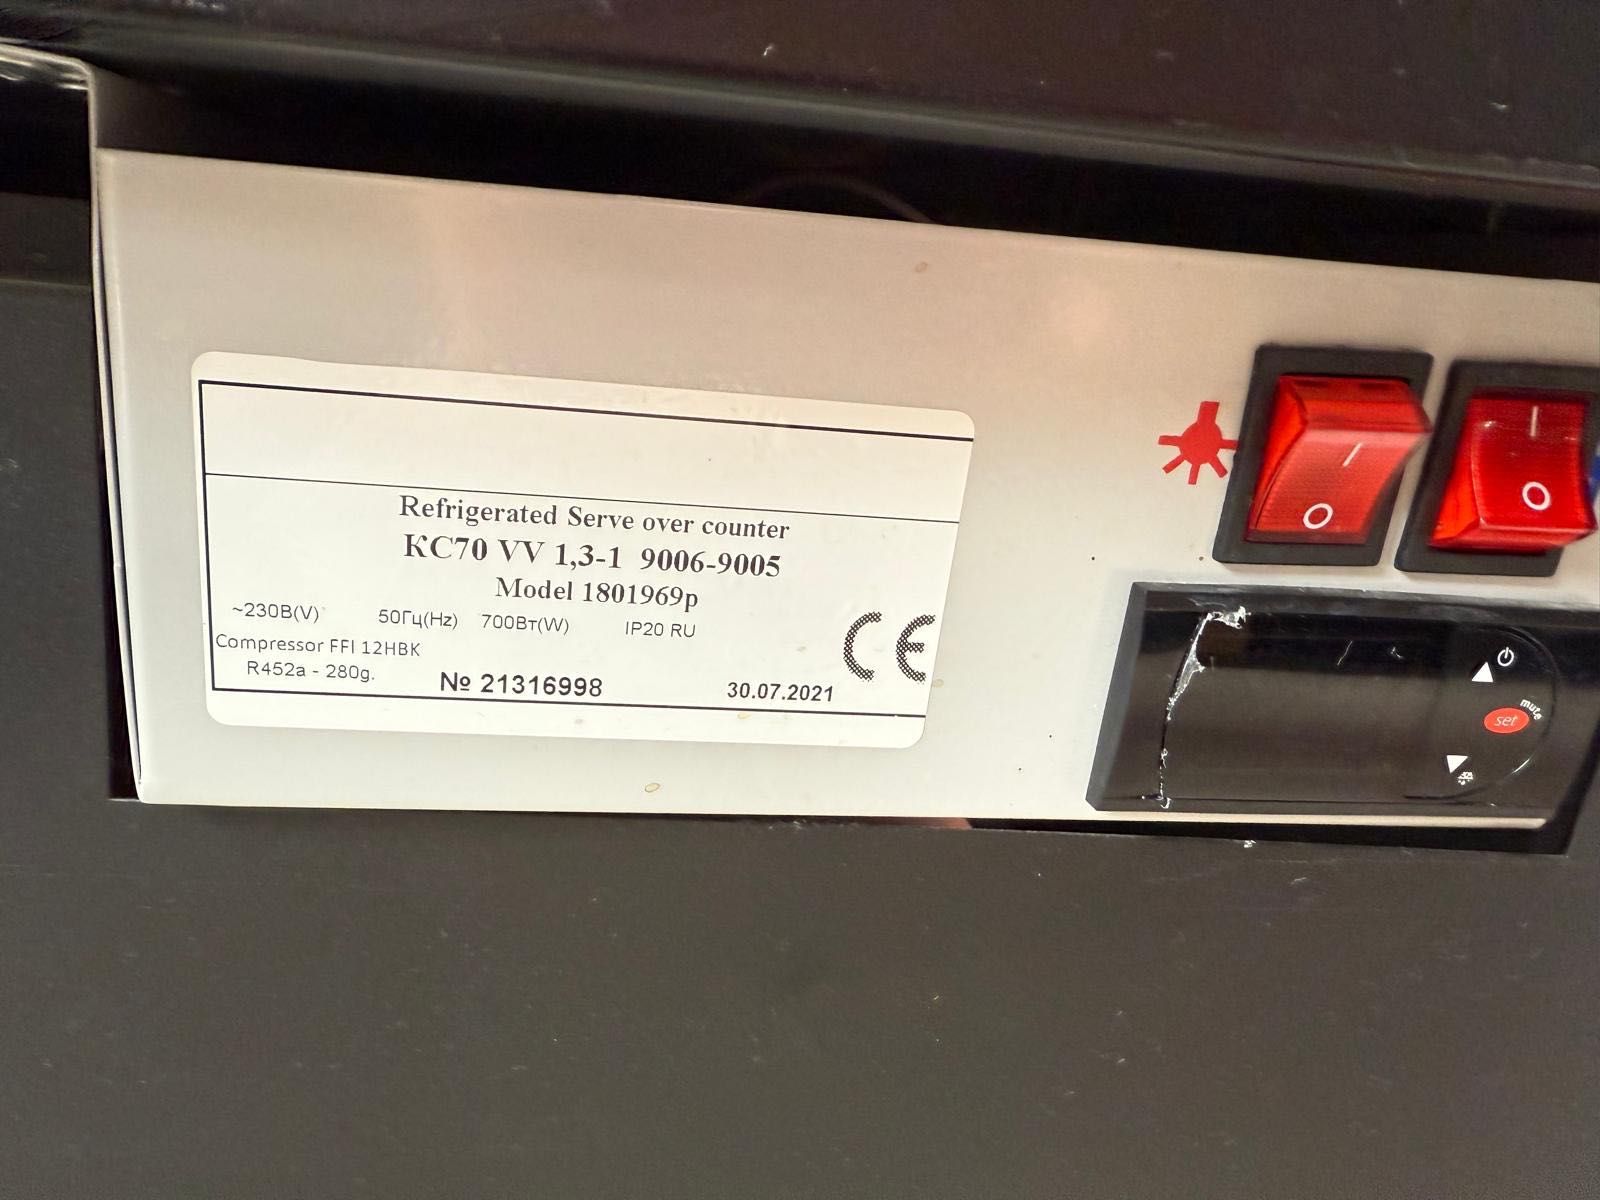 Refrigerated Serve over counter
КС70 VV 1,3-1 9006-9005
Model 1801969p
~230В(V) 50Гц(Hz) 700Вт(W) IP20 RU
Compressor FFI 12HBK
R452a - 280g.
№ 21316998 30.07.2021
CE
mute
set